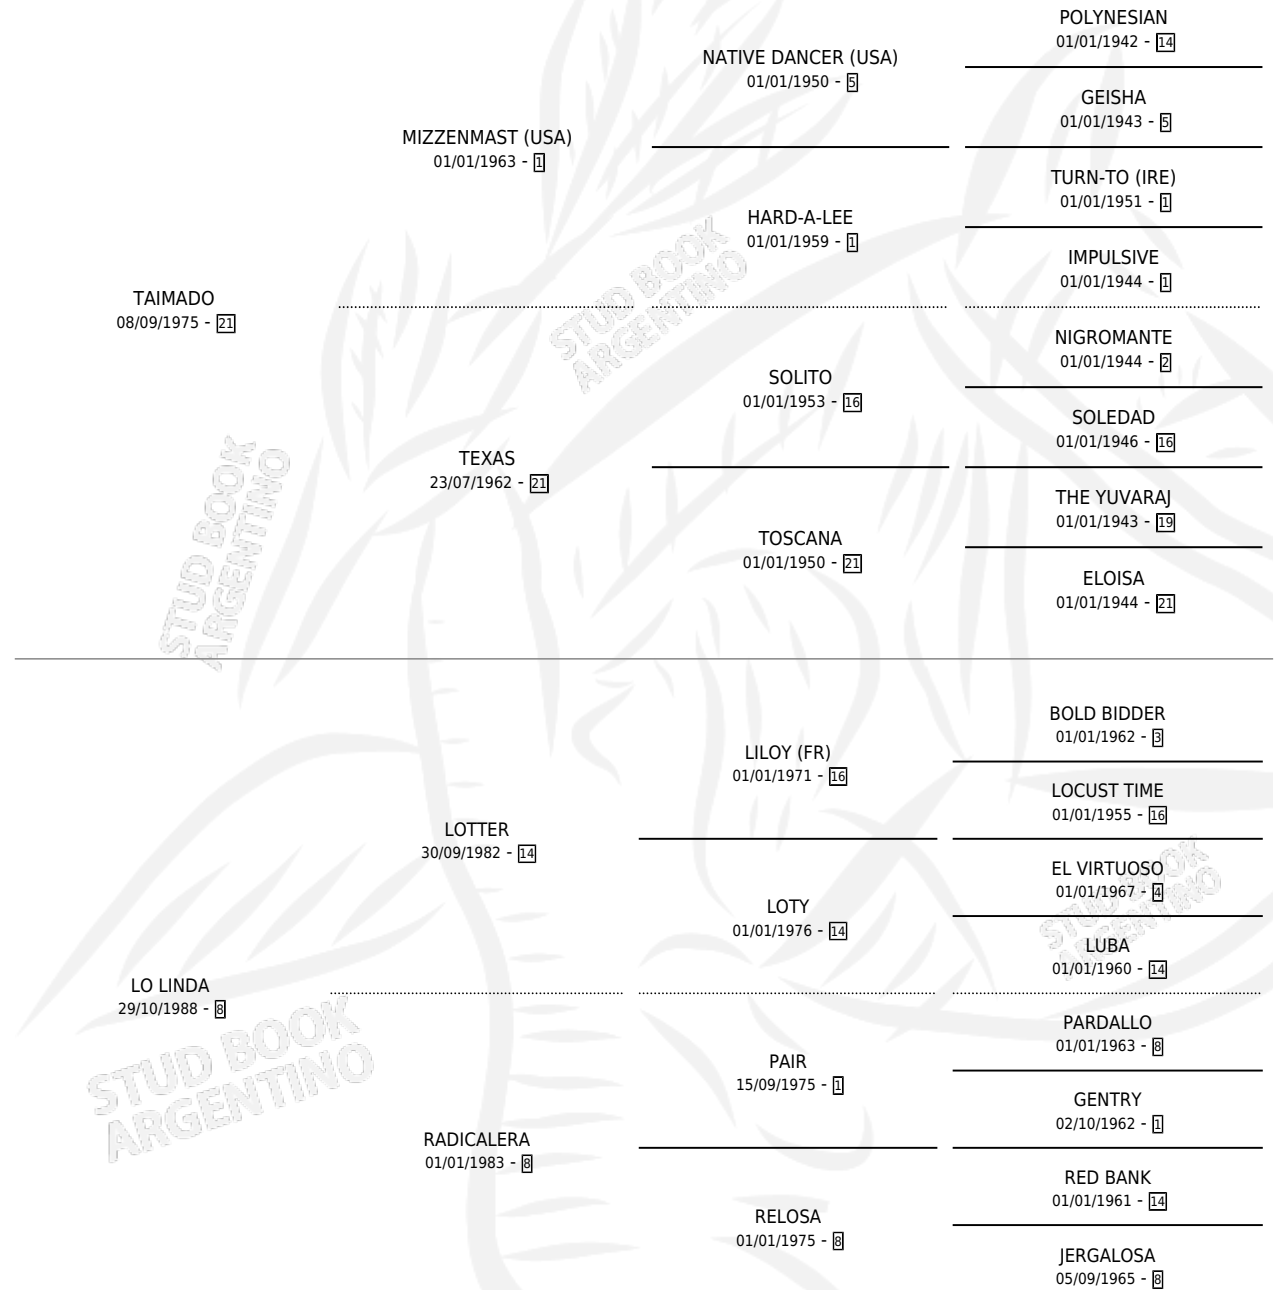 POLYNESIAN
01/01/1942 - 14
NATIVE DANCER (USA)
01/01/1950 - 5
GEISHA
01/01/1943 - 5
MIZZENMAST (USA)
01/01/1963 - 1
TURN-TO (IRE)
01/01/1951 - 1
HARD-A-LEE
01/01/1959 - 1
IMPULSIVE
01/01/1944 - 1
TAIMADO
08/09/1975 - 21
NIGROMANTE
01/01/1944 - 2
SOLITO
01/01/1953 - 16
SOLEDAD
01/01/1946 - 16
TEXAS
23/07/1962 - 21
THE YUVARAJ
01/01/1943 - 19
TOSCANA
01/01/1950 - 21
ELOISA
01/01/1944 - 21
STUD BOOK
ARGENTINO
STUD BOOK
ARGENTINO
BOLD BIDDER
01/01/1962 - 3
LILOY (FR)
01/01/1971 - 16
LOCUST TIME
01/01/1955 - 16
LOTTER
30/09/1982 - 14
EL VIRTUOSO
01/01/1967 - 4
LOTY
01/01/1976 - 14
LUBA
01/01/1960 - 14
LO LINDA
29/10/1988 - 8
PARDALLO
01/01/1963 - 8
PAIR
15/09/1975 - 1
GENTRY
02/10/1962 - 1
RADICALERA
01/01/1983 - 8
RED BANK
01/01/1961 - 14
RELOSA
01/01/1975 - 8
JERGALOSA
05/09/1965 - 8
STUD BOOK
ARGENTINO
STUD BOOK
ARGENTINO